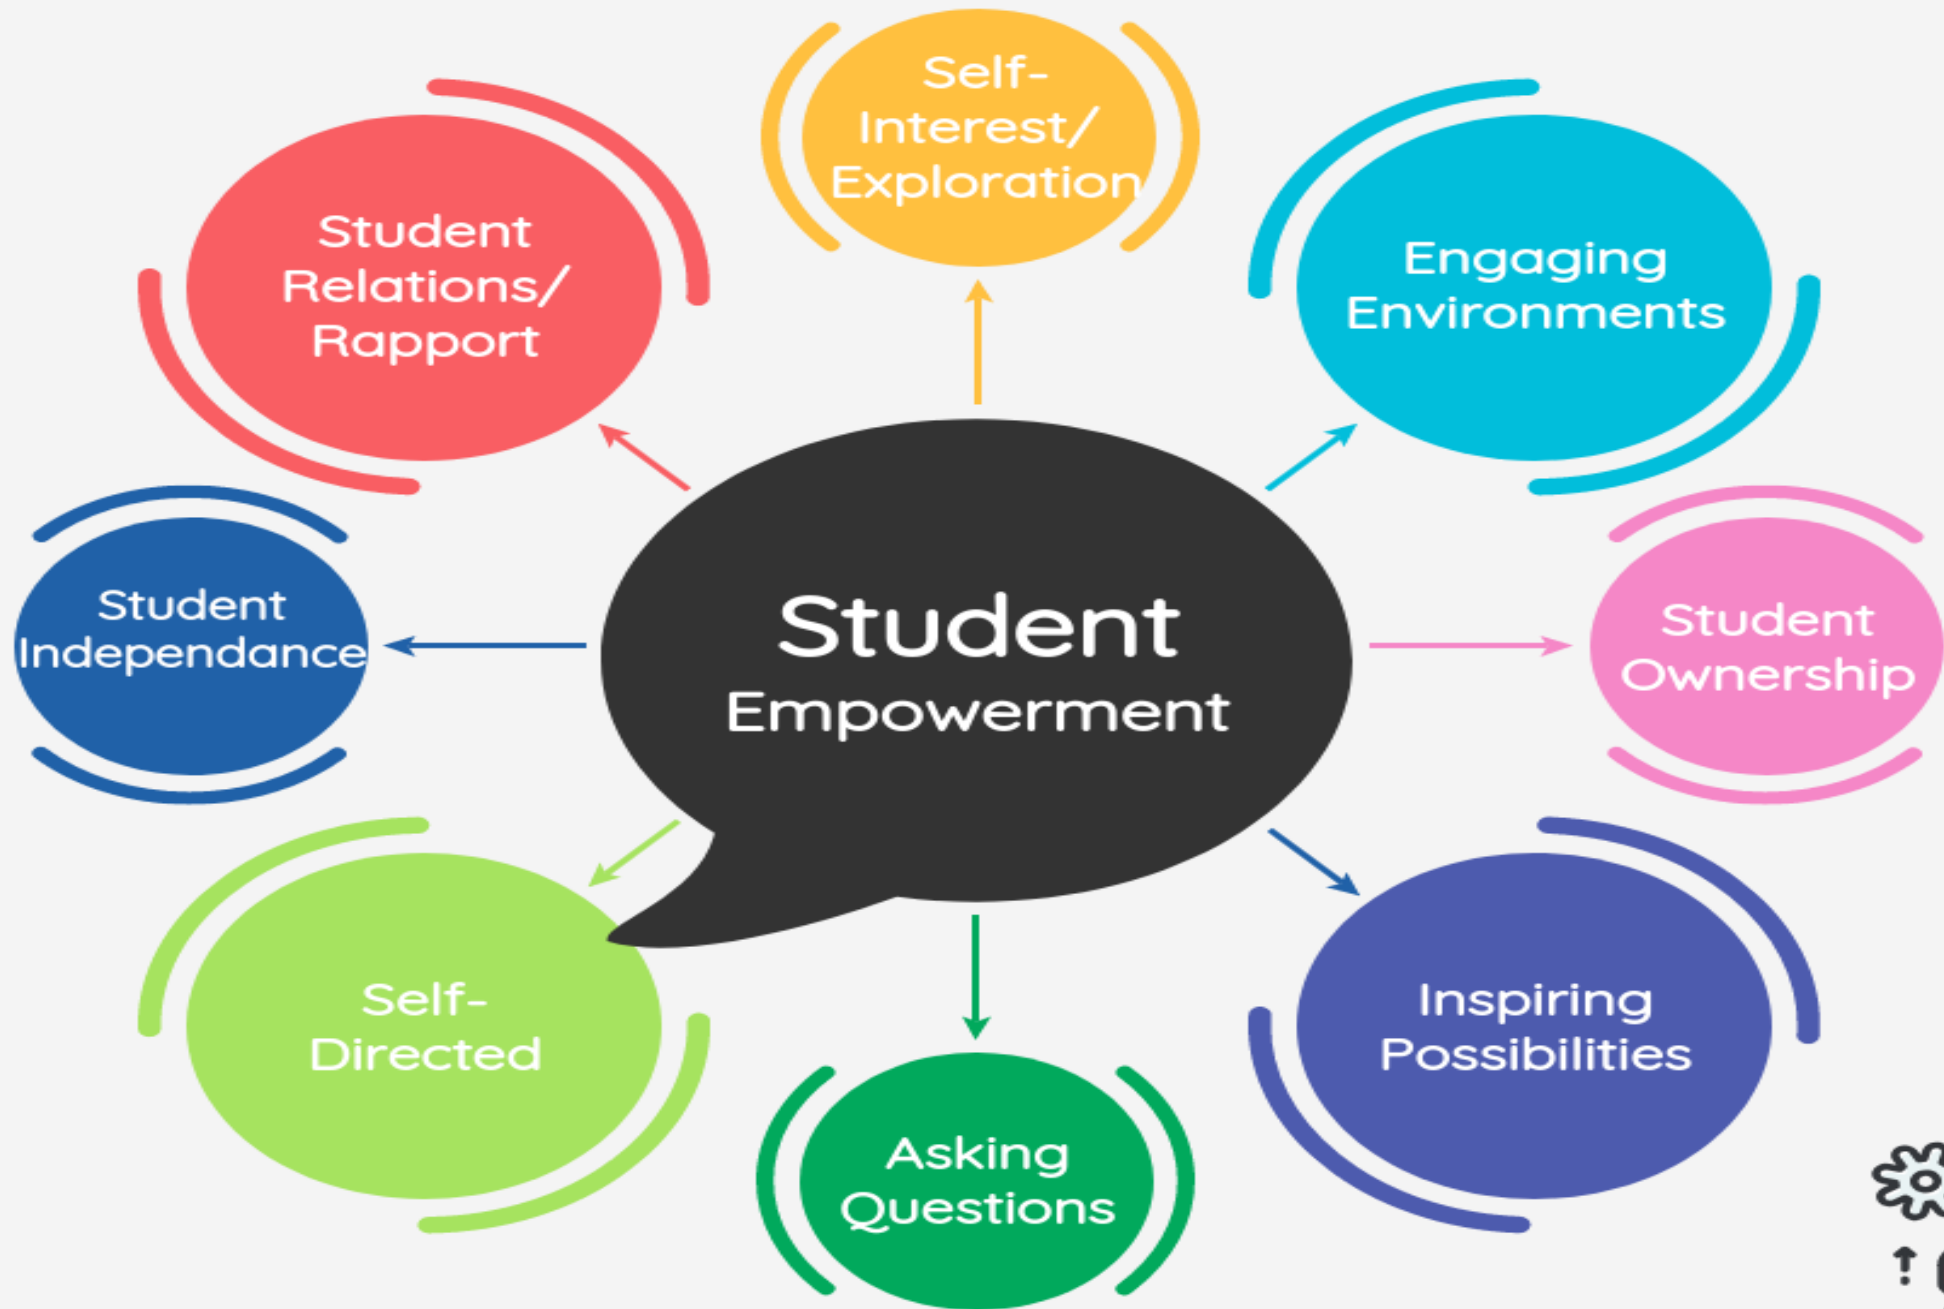 Self-
Interest/
Exploration
Student
Relations/
Rapport
Engaging
Environments
Student
Independance
Student
Empowerment
Student
Ownership
Self-
Directed
Inspiring
Possibilities
Asking
Questions